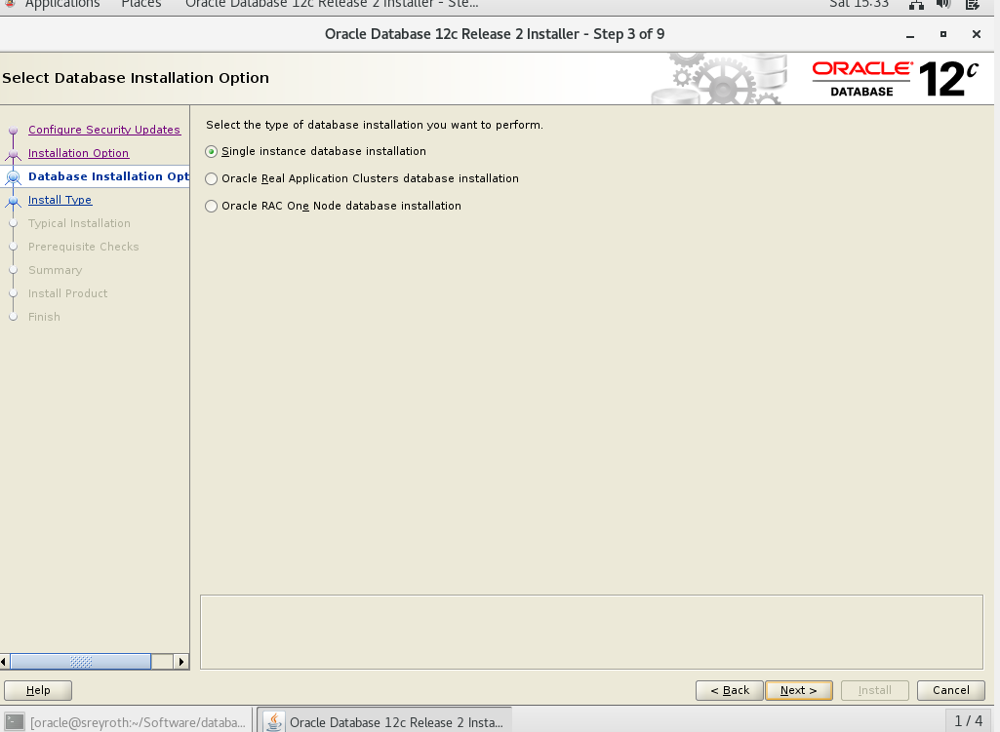 Applications Places Oracle Database 12c Release 2 Installer - Ste... Sat 15:33
Oracle Database 12c Release 2 Installer - Step 3 of 9
Select Database Installation Option
ORACLE®
DATABASE
12c
Configure Security Updates
Installation Option
Database Installation Opt
Install Type
Typical Installation
Prerequisite Checks
Summary
Install Product
Finish
Select the type of database installation you want to perform.
Single instance database installation
Oracle Real Application Clusters database installation
Oracle RAC One Node database installation
Help < Back Next > Install Cancel
[oracle@sreyroth:~/Software/databa... Oracle Database 12c Release 2 Insta... 1 / 4